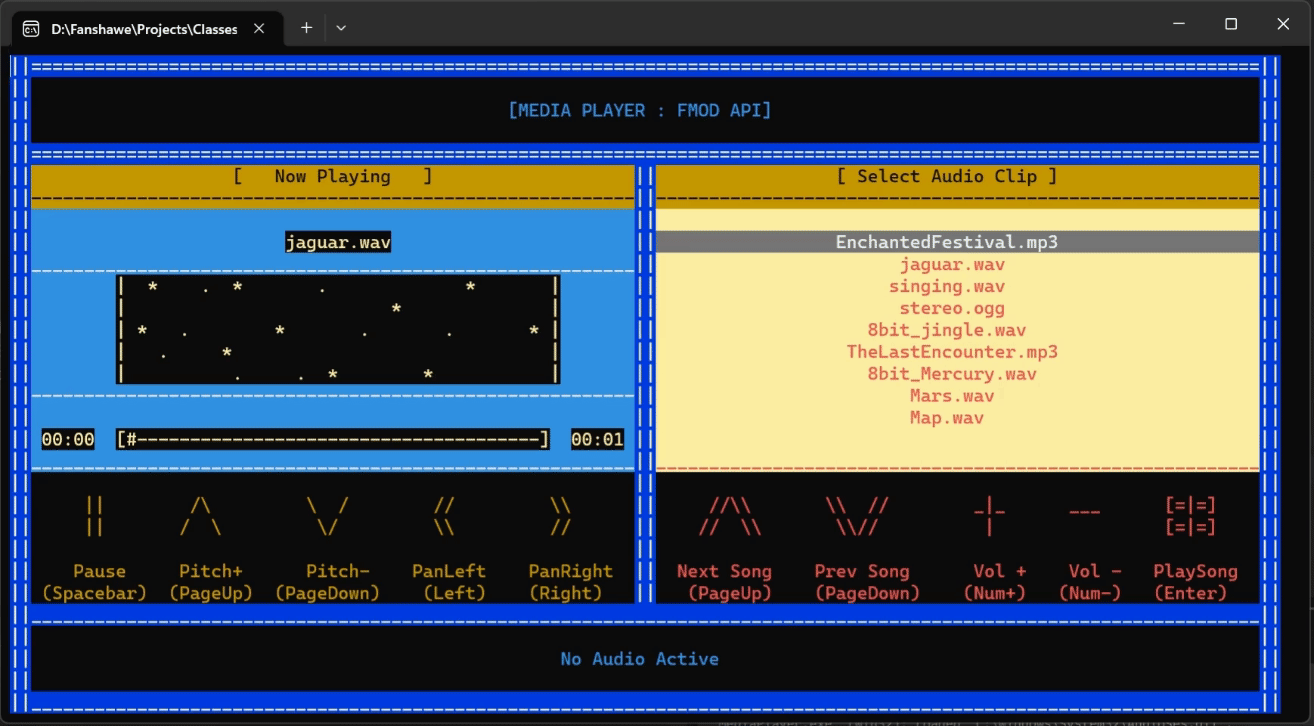 D:\Fanshawe\Projects\Classes
[MEDIA PLAYER : FMOD API]
[ Now Playing ]
jaguar.wav
00:00 [#--------------------------------------] 00:01
Pause Pitch+ Pitch- PanLeft PanRight
(Spacebar) (PageUp) (PageDown) (Left) (Right)
[ Select Audio Clip ]
EnchantedFestival.mp3
jaguar.wav
singing.wav
stereo.ogg
8bit_jingle.wav
TheLastEncounter.mp3
8bit_Mercury.wav
Mars.wav
Map.wav
Next Song Prev Song Vol + Vol - PlaySong
(PageUp) (PageDown) (Num+) (Num-) (Enter)
No Audio Active